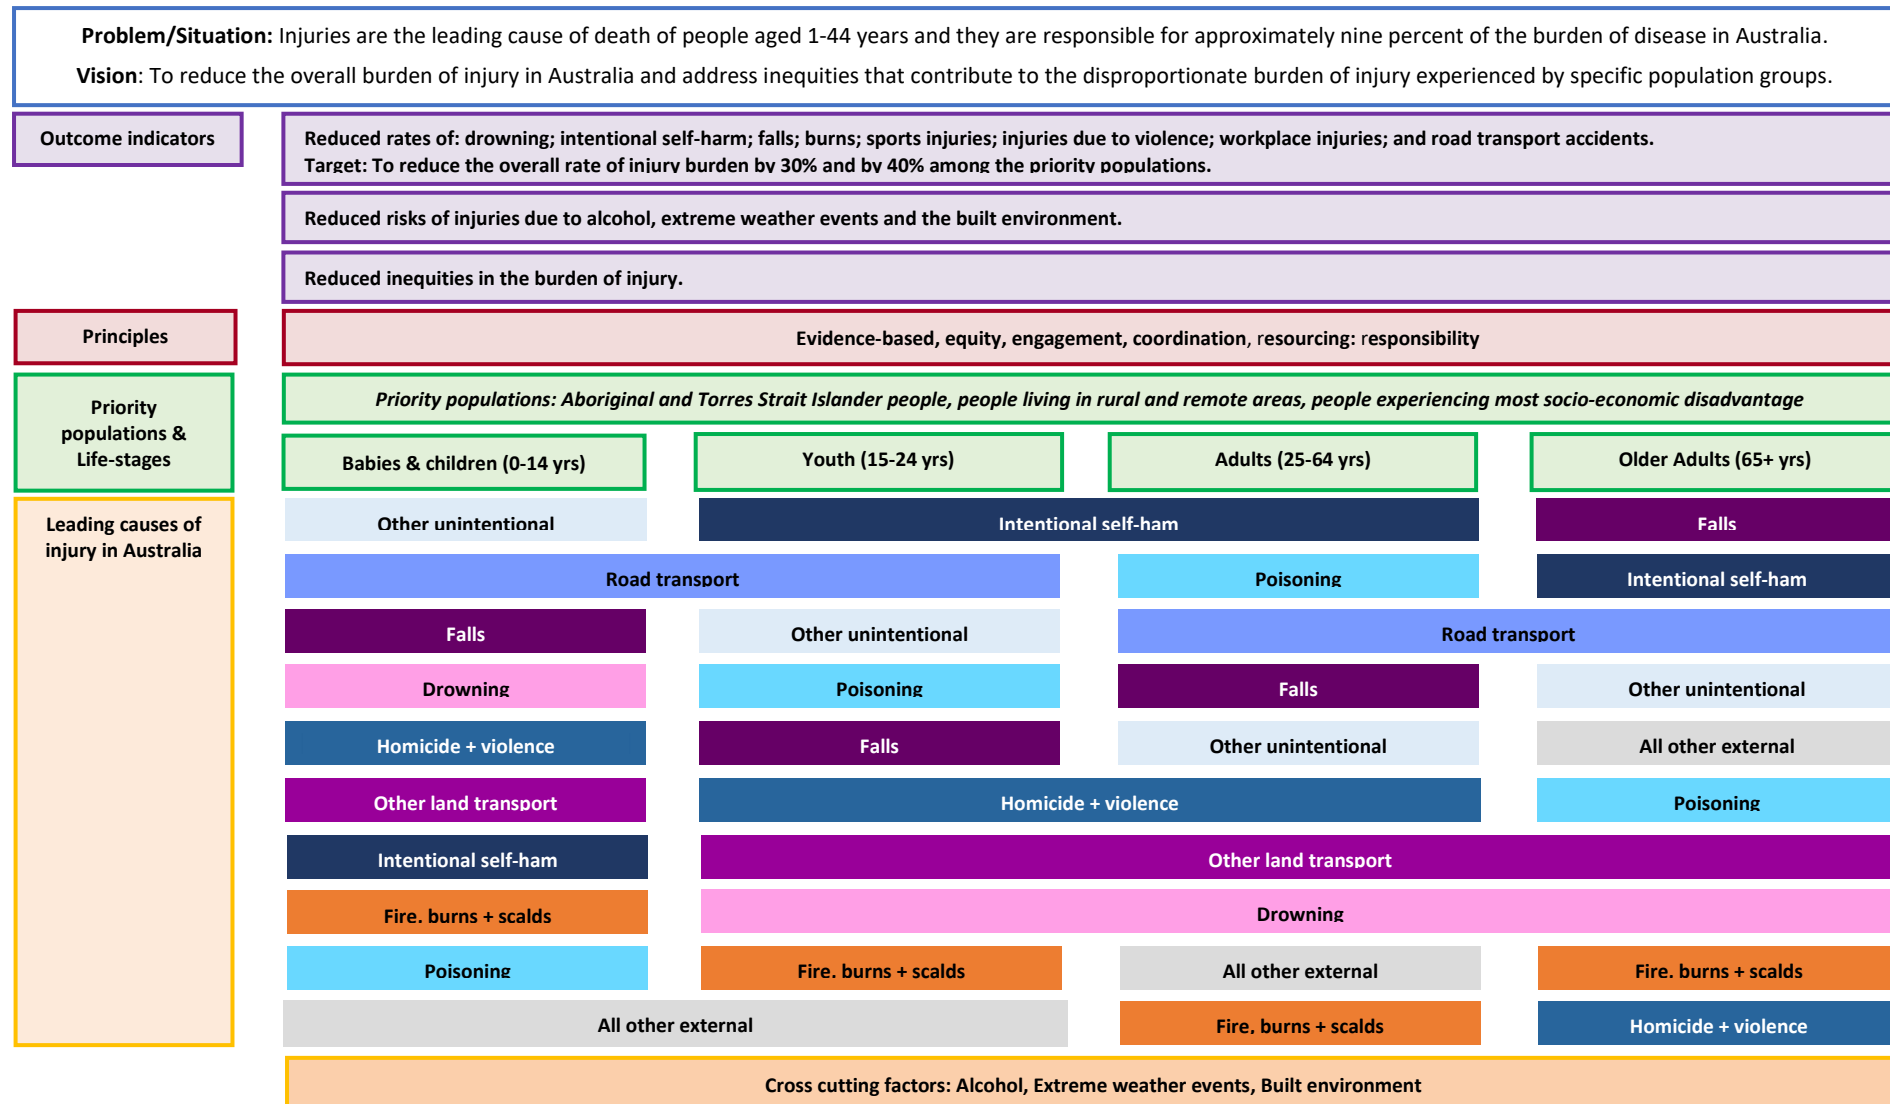 Problem/Situation: Injuries are the leading cause of death of people aged 1-44 years and they are responsible for approximately nine percent of the burden of disease in Australia.
Vision: To reduce the overall burden of injury in Australia and address inequities that contribute to the disproportionate burden of injury experienced by specific population groups.
Outcome indicators
Reduced rates of: drowning; intentional self-harm; falls; burns; sports injuries; injuries due to violence; workplace injuries; and road transport accidents.
Target: To reduce the overall rate of injury burden by 30% and by 40% among the priority populations.
Reduced risks of injuries due to alcohol, extreme weather events and the built environment.
Reduced inequities in the burden of injury.
Principles
Evidence-based, equity, engagement, coordination, resourcing: responsibility
Priority
populations &
Life-stages
Priority populations: Aboriginal and Torres Strait Islander people, people living in rural and remote areas, people experiencing most socio-economic disadvantage
Babies & children (0-14 yrs)
Youth (15-24 yrs)
Adults (25-64 yrs)
Older Adults (65+ yrs)
Leading causes of
injury in Australia
Other unintentional
Intentional self-ham
Falls
Road transport
Poisoning
Intentional self-ham
Falls
Other unintentional
Road transport
Drowning
Poisoning
Falls
Other unintentional
Homicide + violence
Falls
Other unintentional
All other external
Other land transport
Homicide + violence
Poisoning
Intentional self-ham
Other land transport
Fire, burns + scalds
Drowning
Poisoning
Fire, burns + scalds
All other external
Fire, burns + scalds
All other external
Fire, burns + scalds
Homicide + violence
Cross cutting factors: Alcohol, Extreme weather events, Built environment